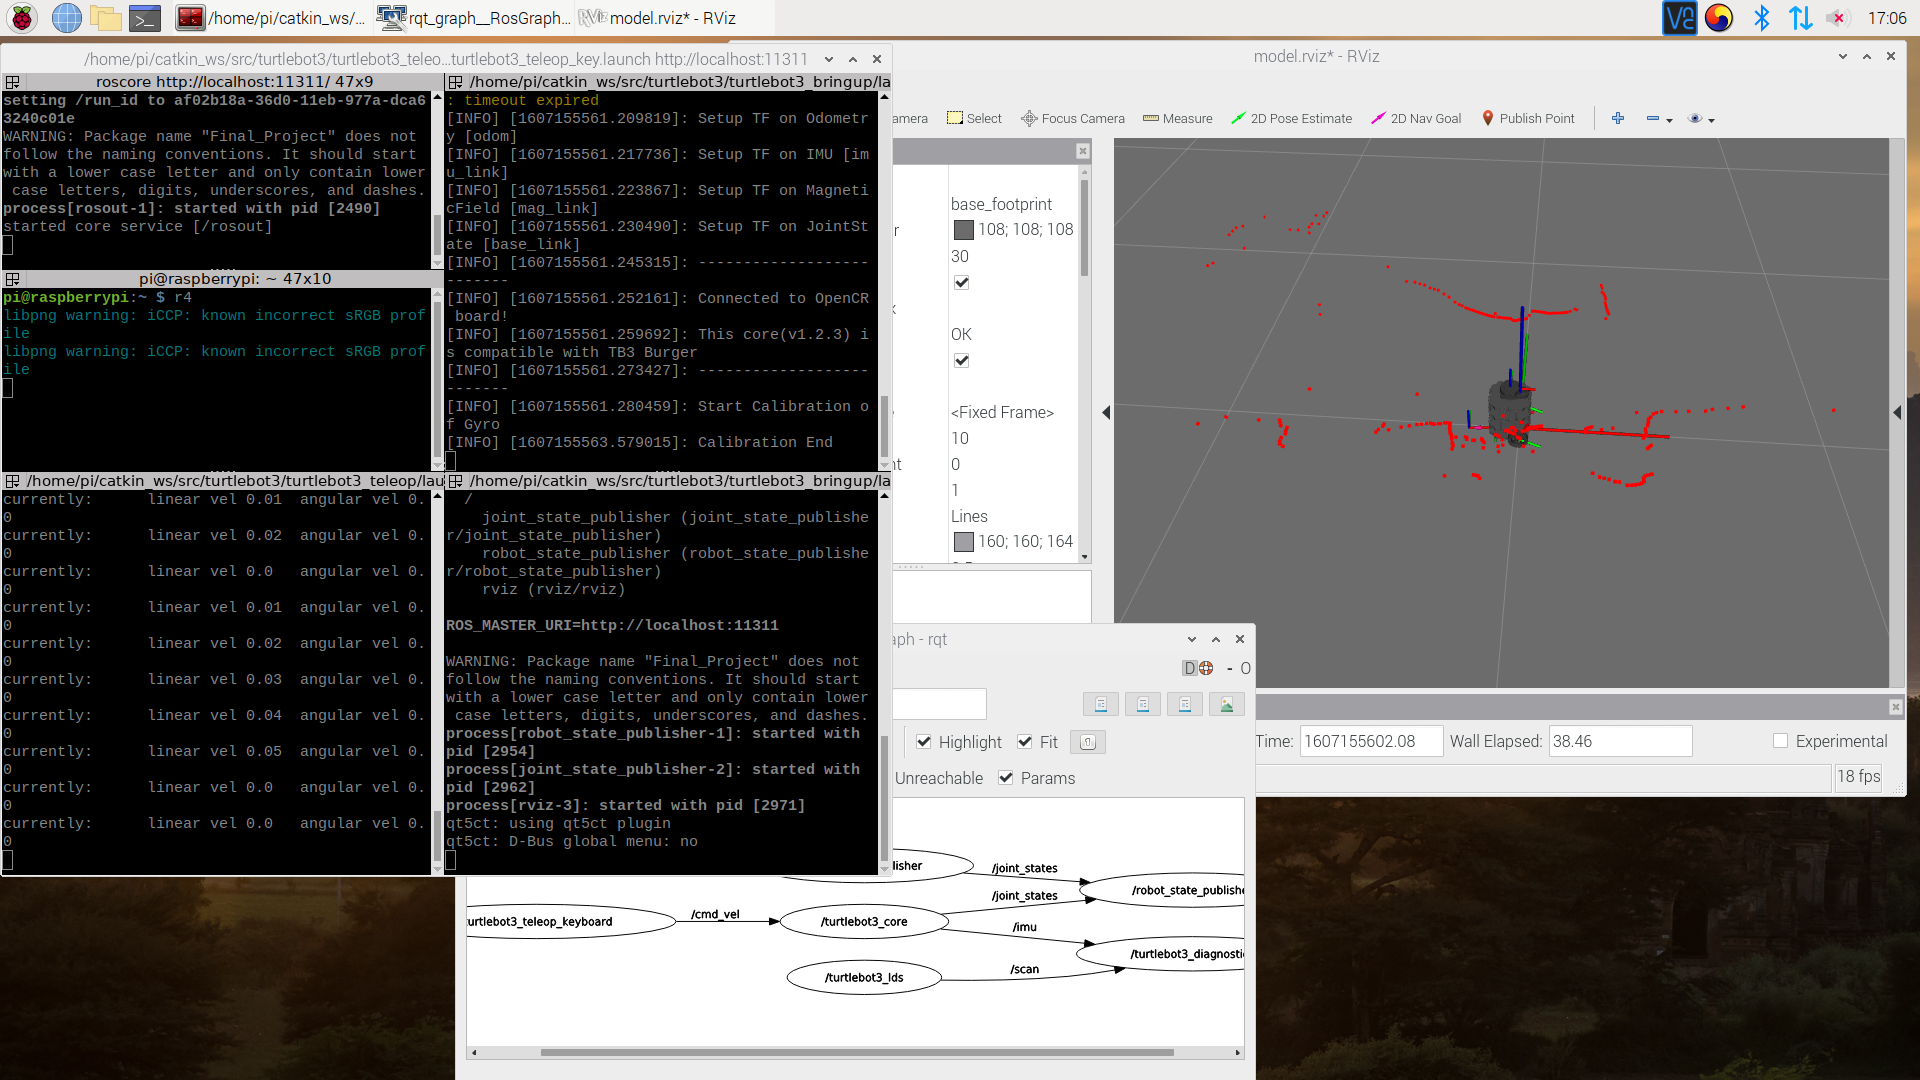 /home/pi/catkin_ws/...
rqt_graph__RosGraph...
model.rviz* - RViz
17:06
/home/pi/catkin_ws/src/turtlebot3/turtlebot3_teleo...turtlebot3_teleop_key.launch http://localhost:11311
roscore http://localhost:11311/ 47x9
setting /run_id to af02b18a-36d0-11eb-977a-dca6
3240c01e
WARNING: Package name "Final_Project" does not
follow the naming conventions. It should start
with a lower case letter and only contain lower
case letters, digits, underscores, and dashes.
process[rosout-1]: started with pid [2490]
started core service [/rosout]
pi@raspberrypi: ~ 47x10
pi@raspberrypi:~ $ r4
libpng warning: iCCP: known incorrect sRGB prof
ile
libpng warning: iCCP: known incorrect sRGB prof
ile
/home/pi/catkin_ws/src/turtlebot3/turtlebot3_teleop/lau
currently: linear vel 0.01 angular vel 0.
0
currently: linear vel 0.02 angular vel 0.
0
currently: linear vel 0.0 angular vel 0.
0
currently: linear vel 0.01 angular vel 0.
0
currently: linear vel 0.02 angular vel 0.
0
currently: linear vel 0.03 angular vel 0.
0
currently: linear vel 0.04 angular vel 0.
0
currently: linear vel 0.05 angular vel 0.
0
currently: linear vel 0.0 angular vel 0.
0
currently: linear vel 0.0 angular vel 0.
0
/home/pi/catkin_ws/src/turtlebot3/turtlebot3_bringup/la
: timeout expired
[INFO] [1607155561.209819]: Setup TF on Odometr
y [odom]
[INFO] [1607155561.217736]: Setup TF on IMU [im
u_link]
[INFO] [1607155561.223867]: Setup TF on Magneti
cField [mag_link]
[INFO] [1607155561.230490]: Setup TF on JointSt
ate [base_link]
[INFO] [1607155561.245315]: -------------------
-------
[INFO] [1607155561.252161]: Connected to OpenCR
board!
[INFO] [1607155561.259692]: This core(v1.2.3) i
s compatible with TB3 Burger
[INFO] [1607155561.273427]: -------------------
-------
[INFO] [1607155561.280459]: Start Calibration o
f Gyro
[INFO] [1607155563.579015]: Calibration End
/home/pi/catkin_ws/src/turtlebot3/turtlebot3_bringup/la
/
joint_state_publisher (joint_state_publishe
r/joint_state_publisher)
robot_state_publisher (robot_state_publishe
r/robot_state_publisher)
rviz (rviz/rviz)
ROS_MASTER_URI=http://localhost:11311
WARNING: Package name "Final_Project" does not
follow the naming conventions. It should start
with a lower case letter and only contain lower
case letters, digits, underscores, and dashes.
process[robot_state_publisher-1]: started with
pid [2954]
process[joint_state_publisher-2]: started with
pid [2962]
process[rviz-3]: started with pid [2971]
qt5ct: using qt5ct plugin
qt5ct: D-Bus global menu: no
model.rviz* - RViz
amera
Select
Focus Camera
Measure
2D Pose Estimate
2D Nav Goal
Publish Point
base_footprint
r
108; 108; 108
30
OK
<Fixed Frame>
10
nt
0
1
Lines
160; 160; 164
Time:
1607155602.08
Wall Elapsed:
38.46
Experimental
18 fps
aph - rqt
D
- O
Highlight
Fit
Unreachable
Params
lisher
/joint_states
/robot_state_publishe
/joint_states
urtlebot3_teleop_keyboard
/cmd_vel
/turtlebot3_core
/imu
/turtlebot3_diagnosti
/turtlebot3_lds
/scan